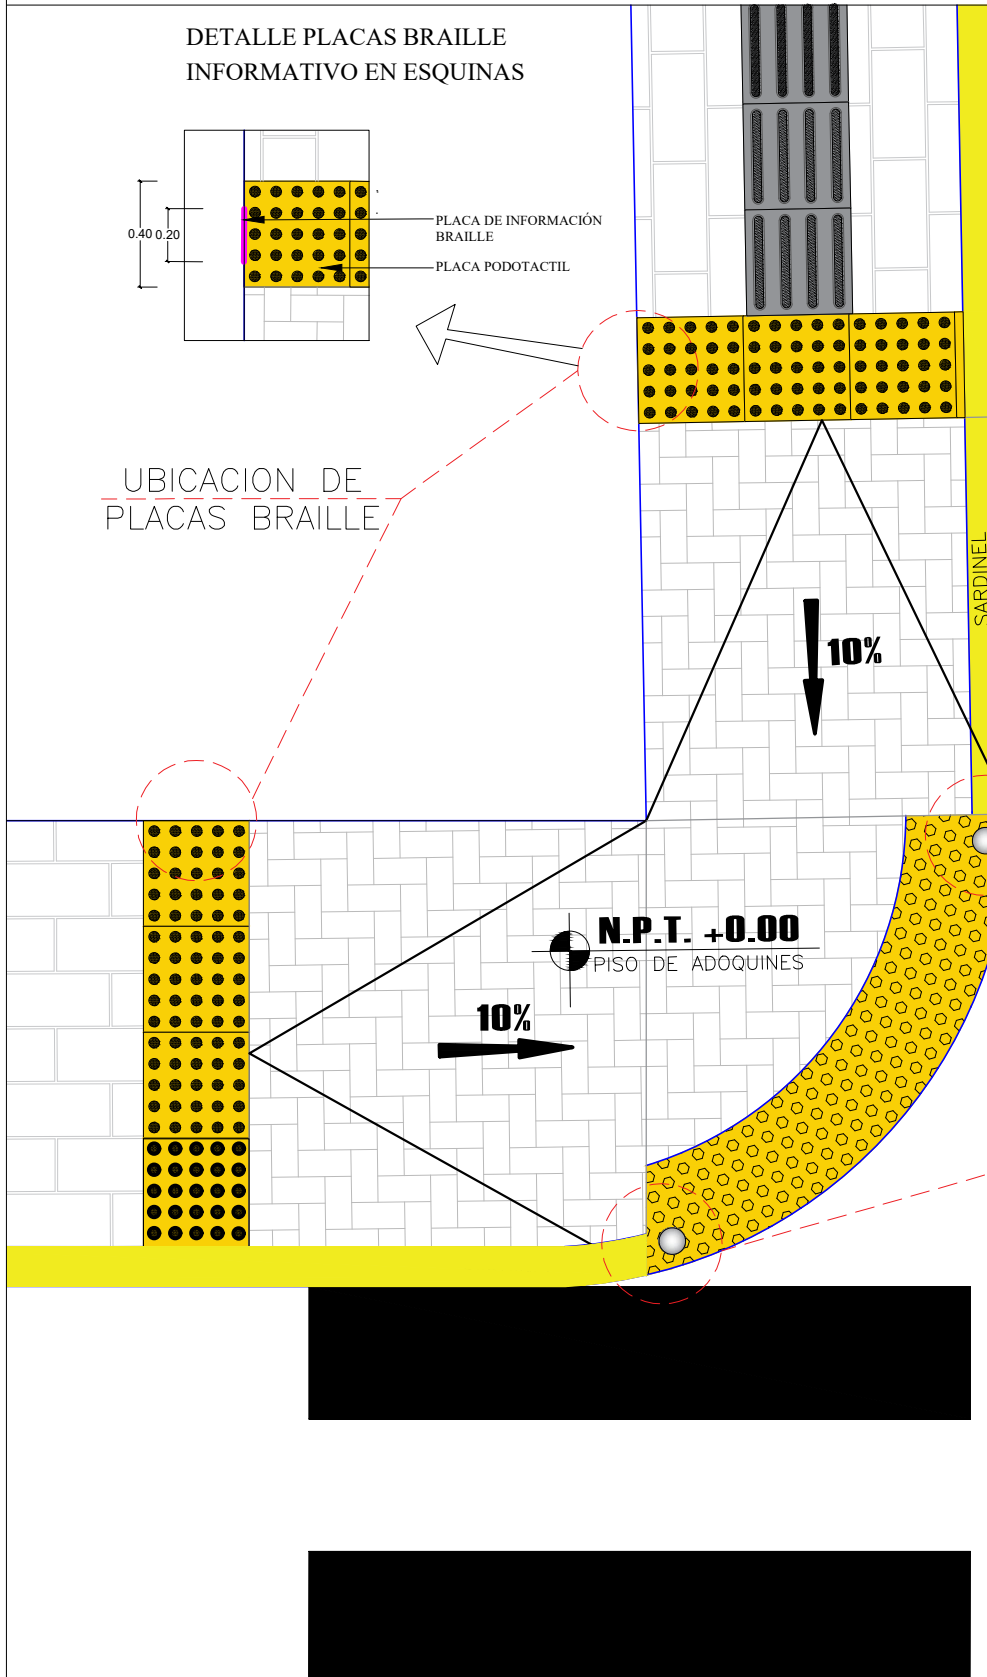 DETALLE PLACAS BRAILLE
INFORMATIVO EN ESQUINAS
0.40
0.20
PLACA DE INFORMACIÓN
BRAILLE
PLACA PODOTACTIL
UBICACION DE
PLACAS BRAILLE
SARDINEL
10%
N.P.T. +0.00
PISO DE ADOQUINES
10%